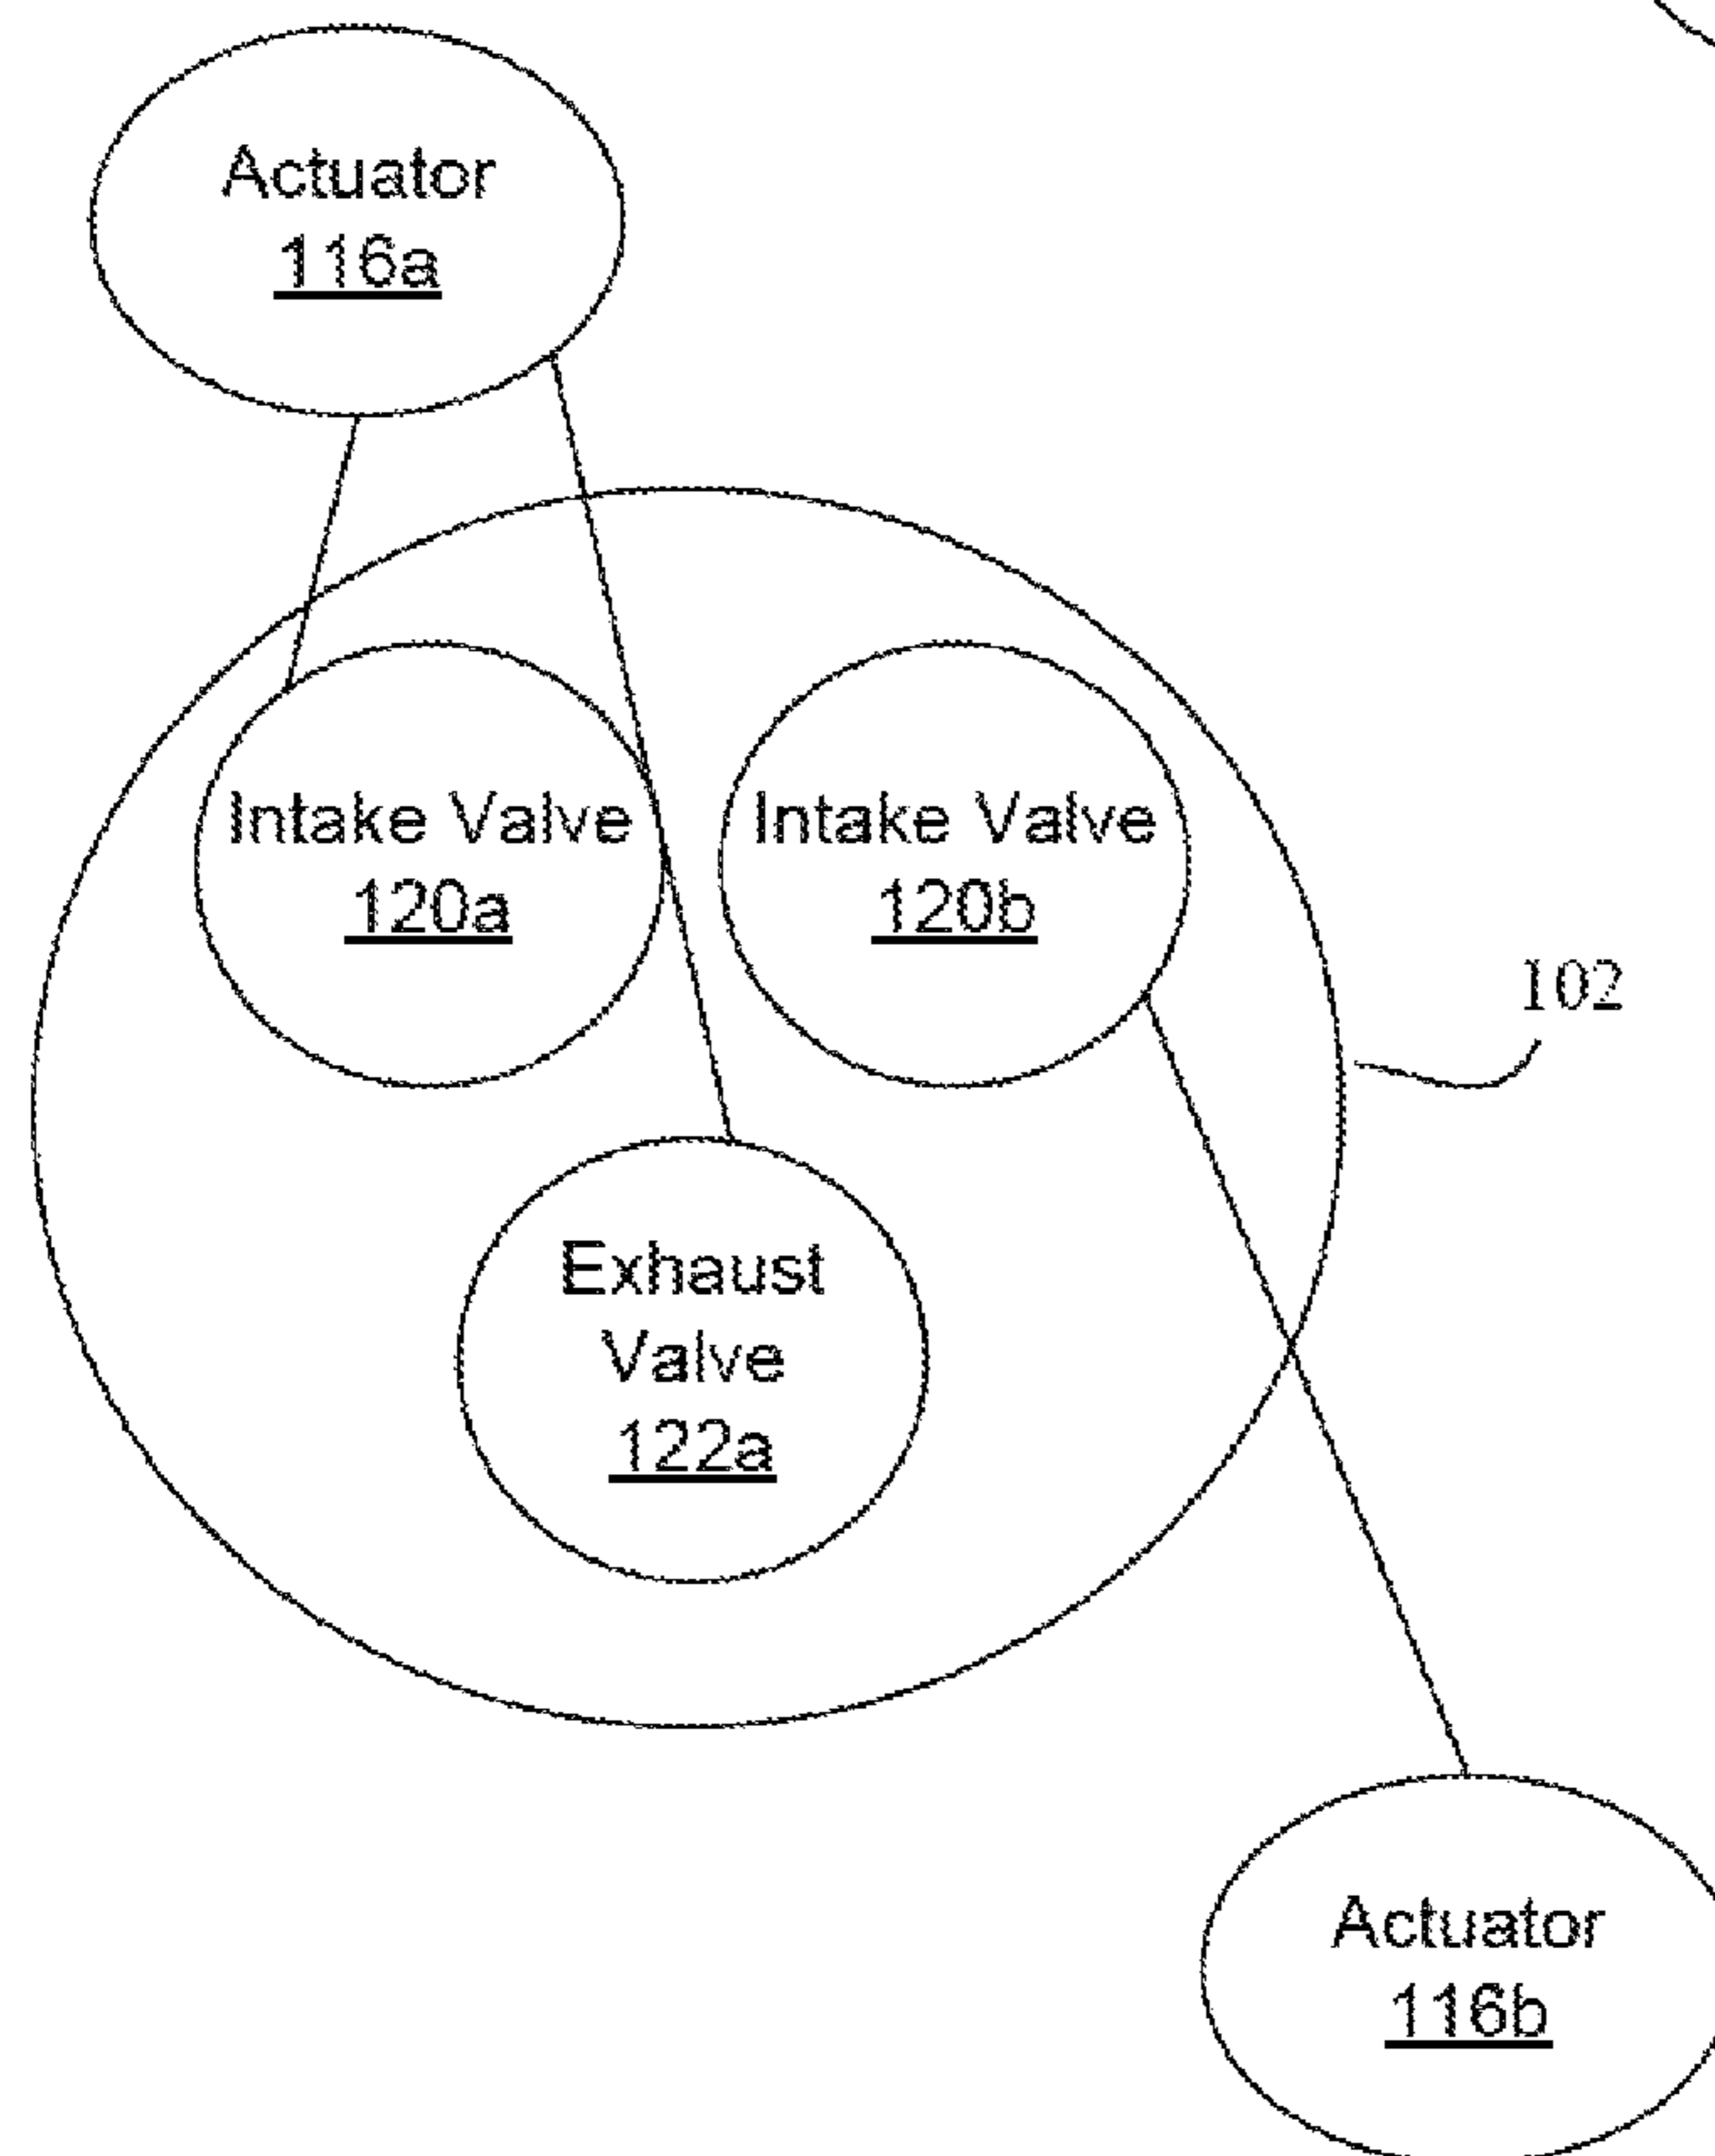 Actuator
116a
Intake Valve
120a
Intake Valve
120b
102
Exhaust
Valve
122a
Actuator
116b